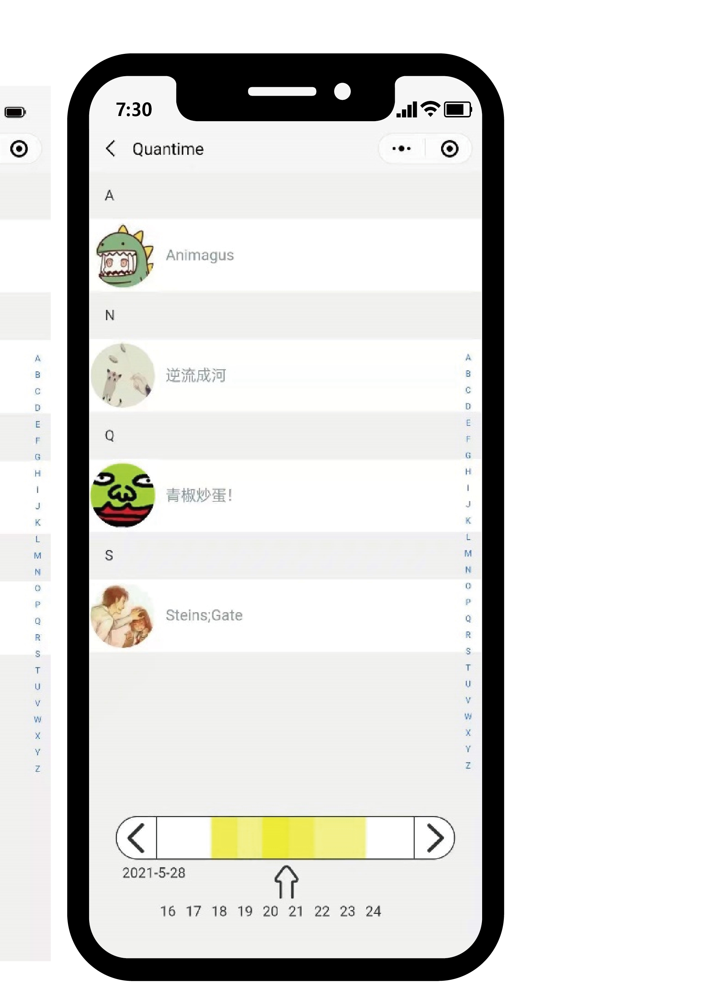 7:30
Quantime
A
Animagus
N
逆流成河
Q
青椒炒蛋!
S
Steins;Gate
A
B
C
D
E
F
G
H
I
J
K
L
M
N
O
P
Q
R
S
T
U
V
W
X
Y
Z
A
B
C
D
E
F
G
H
I
J
K
L
M
N
O
P
Q
R
S
T
U
V
W
X
Y
Z
2021-5-28
16 17 18 19 20 21 22 23 24